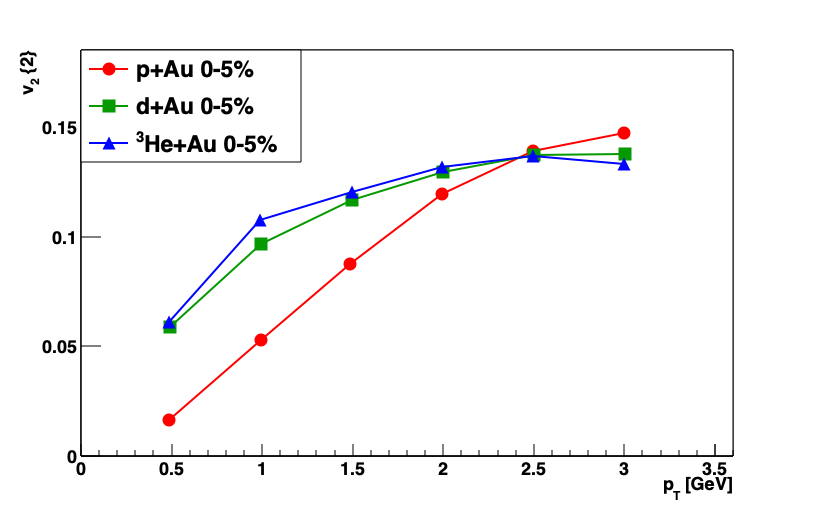 v2 {2}
p+Au 0-5%
d+Au 0-5%
3He+Au 0-5%
0.15
0.1
0.05
0
0 0.5 1 1.5 2 2.5 3 3.5
pT [GeV]